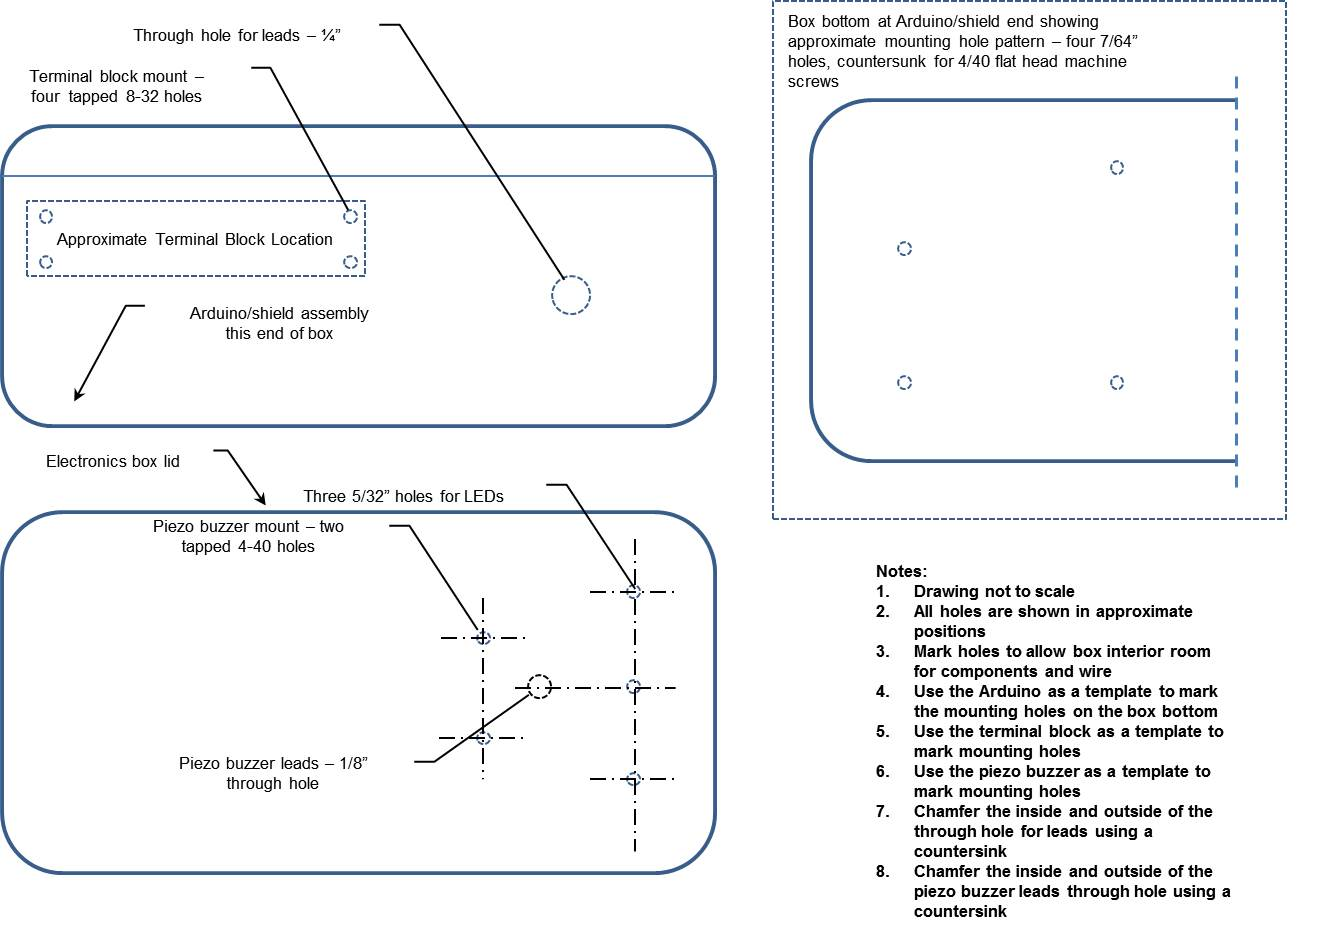 Through hole for leads – ¼”
Terminal block mount –
four tapped 8-32 holes
Approximate Terminal Block Location
Arduino/shield assembly
this end of box
Electronics box lid
Three 5/32” holes for LEDs
Piezo buzzer mount – two
tapped 4-40 holes
Piezo buzzer leads – 1/8”
through hole
Box bottom at Arduino/shield end showing
approximate mounting hole pattern – four 7/64”
holes, countersunk for 4/40 flat head machine
screws
Notes:
1. Drawing not to scale
2. All holes are shown in approximate
positions
3. Mark holes to allow box interior room
for components and wire
4. Use the Arduino as a template to mark
the mounting holes on the box bottom
5. Use the terminal block as a template to
mark mounting holes
6. Use the piezo buzzer as a template to
mark mounting holes
7. Chamfer the inside and outside of the
through hole for leads using a
countersink
8. Chamfer the inside and outside of the
piezo buzzer leads through hole using a
countersink